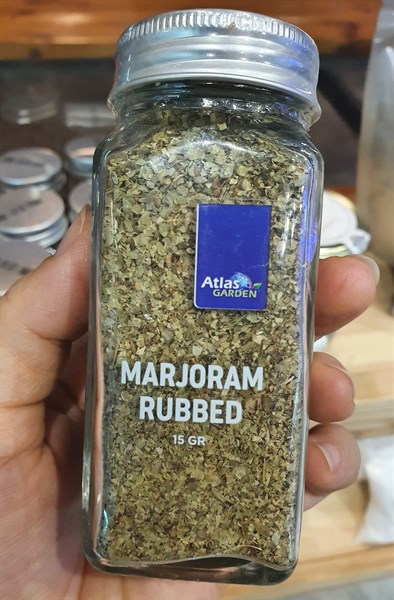 Atlas
GARDEN
MARJORAM
RUBBED
15 GR